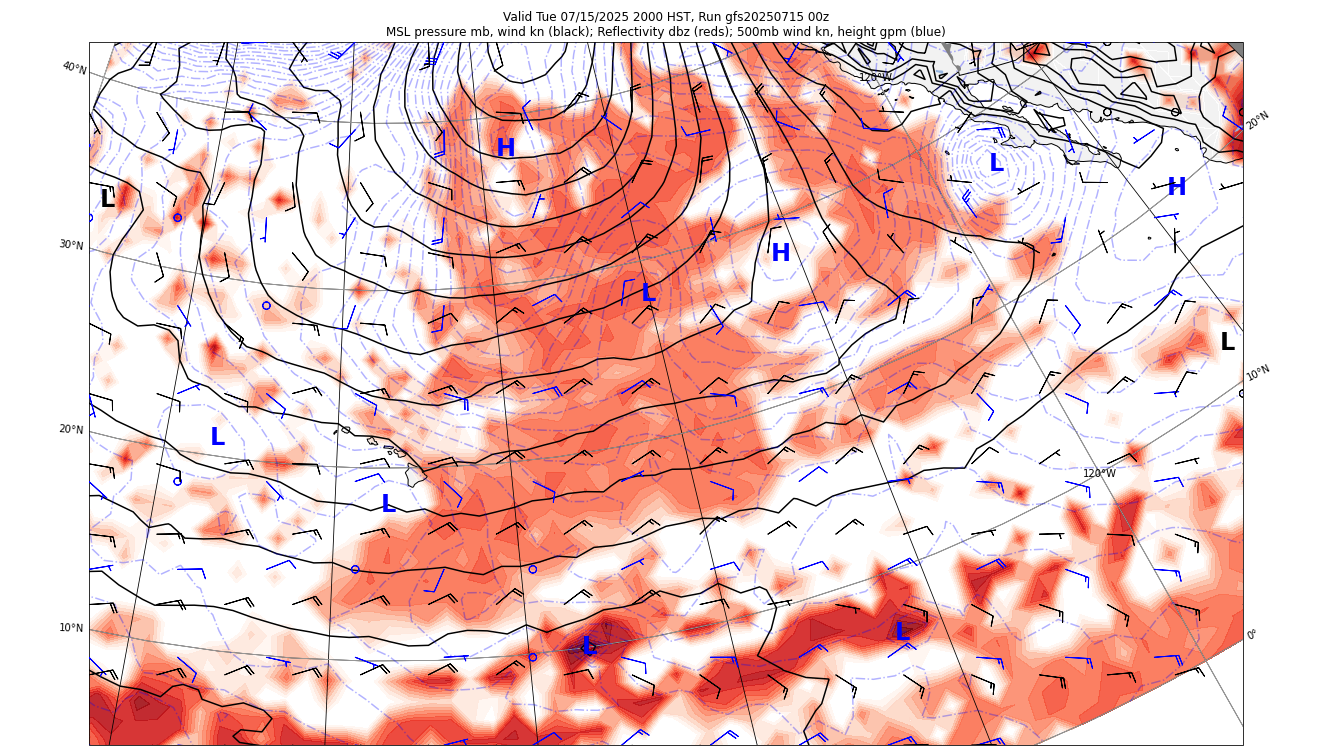 Valid Tue 07/15/2025 2000 HST, Run gfs20250715 00z
MSL pressure mb, wind kn (black); Reflectivity dbz (reds); 500mb wind kn, height gpm (blue)
40°N
120°W
20°N
H
L
L
H
30°N
H
L
L
10°N
20°N
L
120°W
L
10°N
L
L
0°